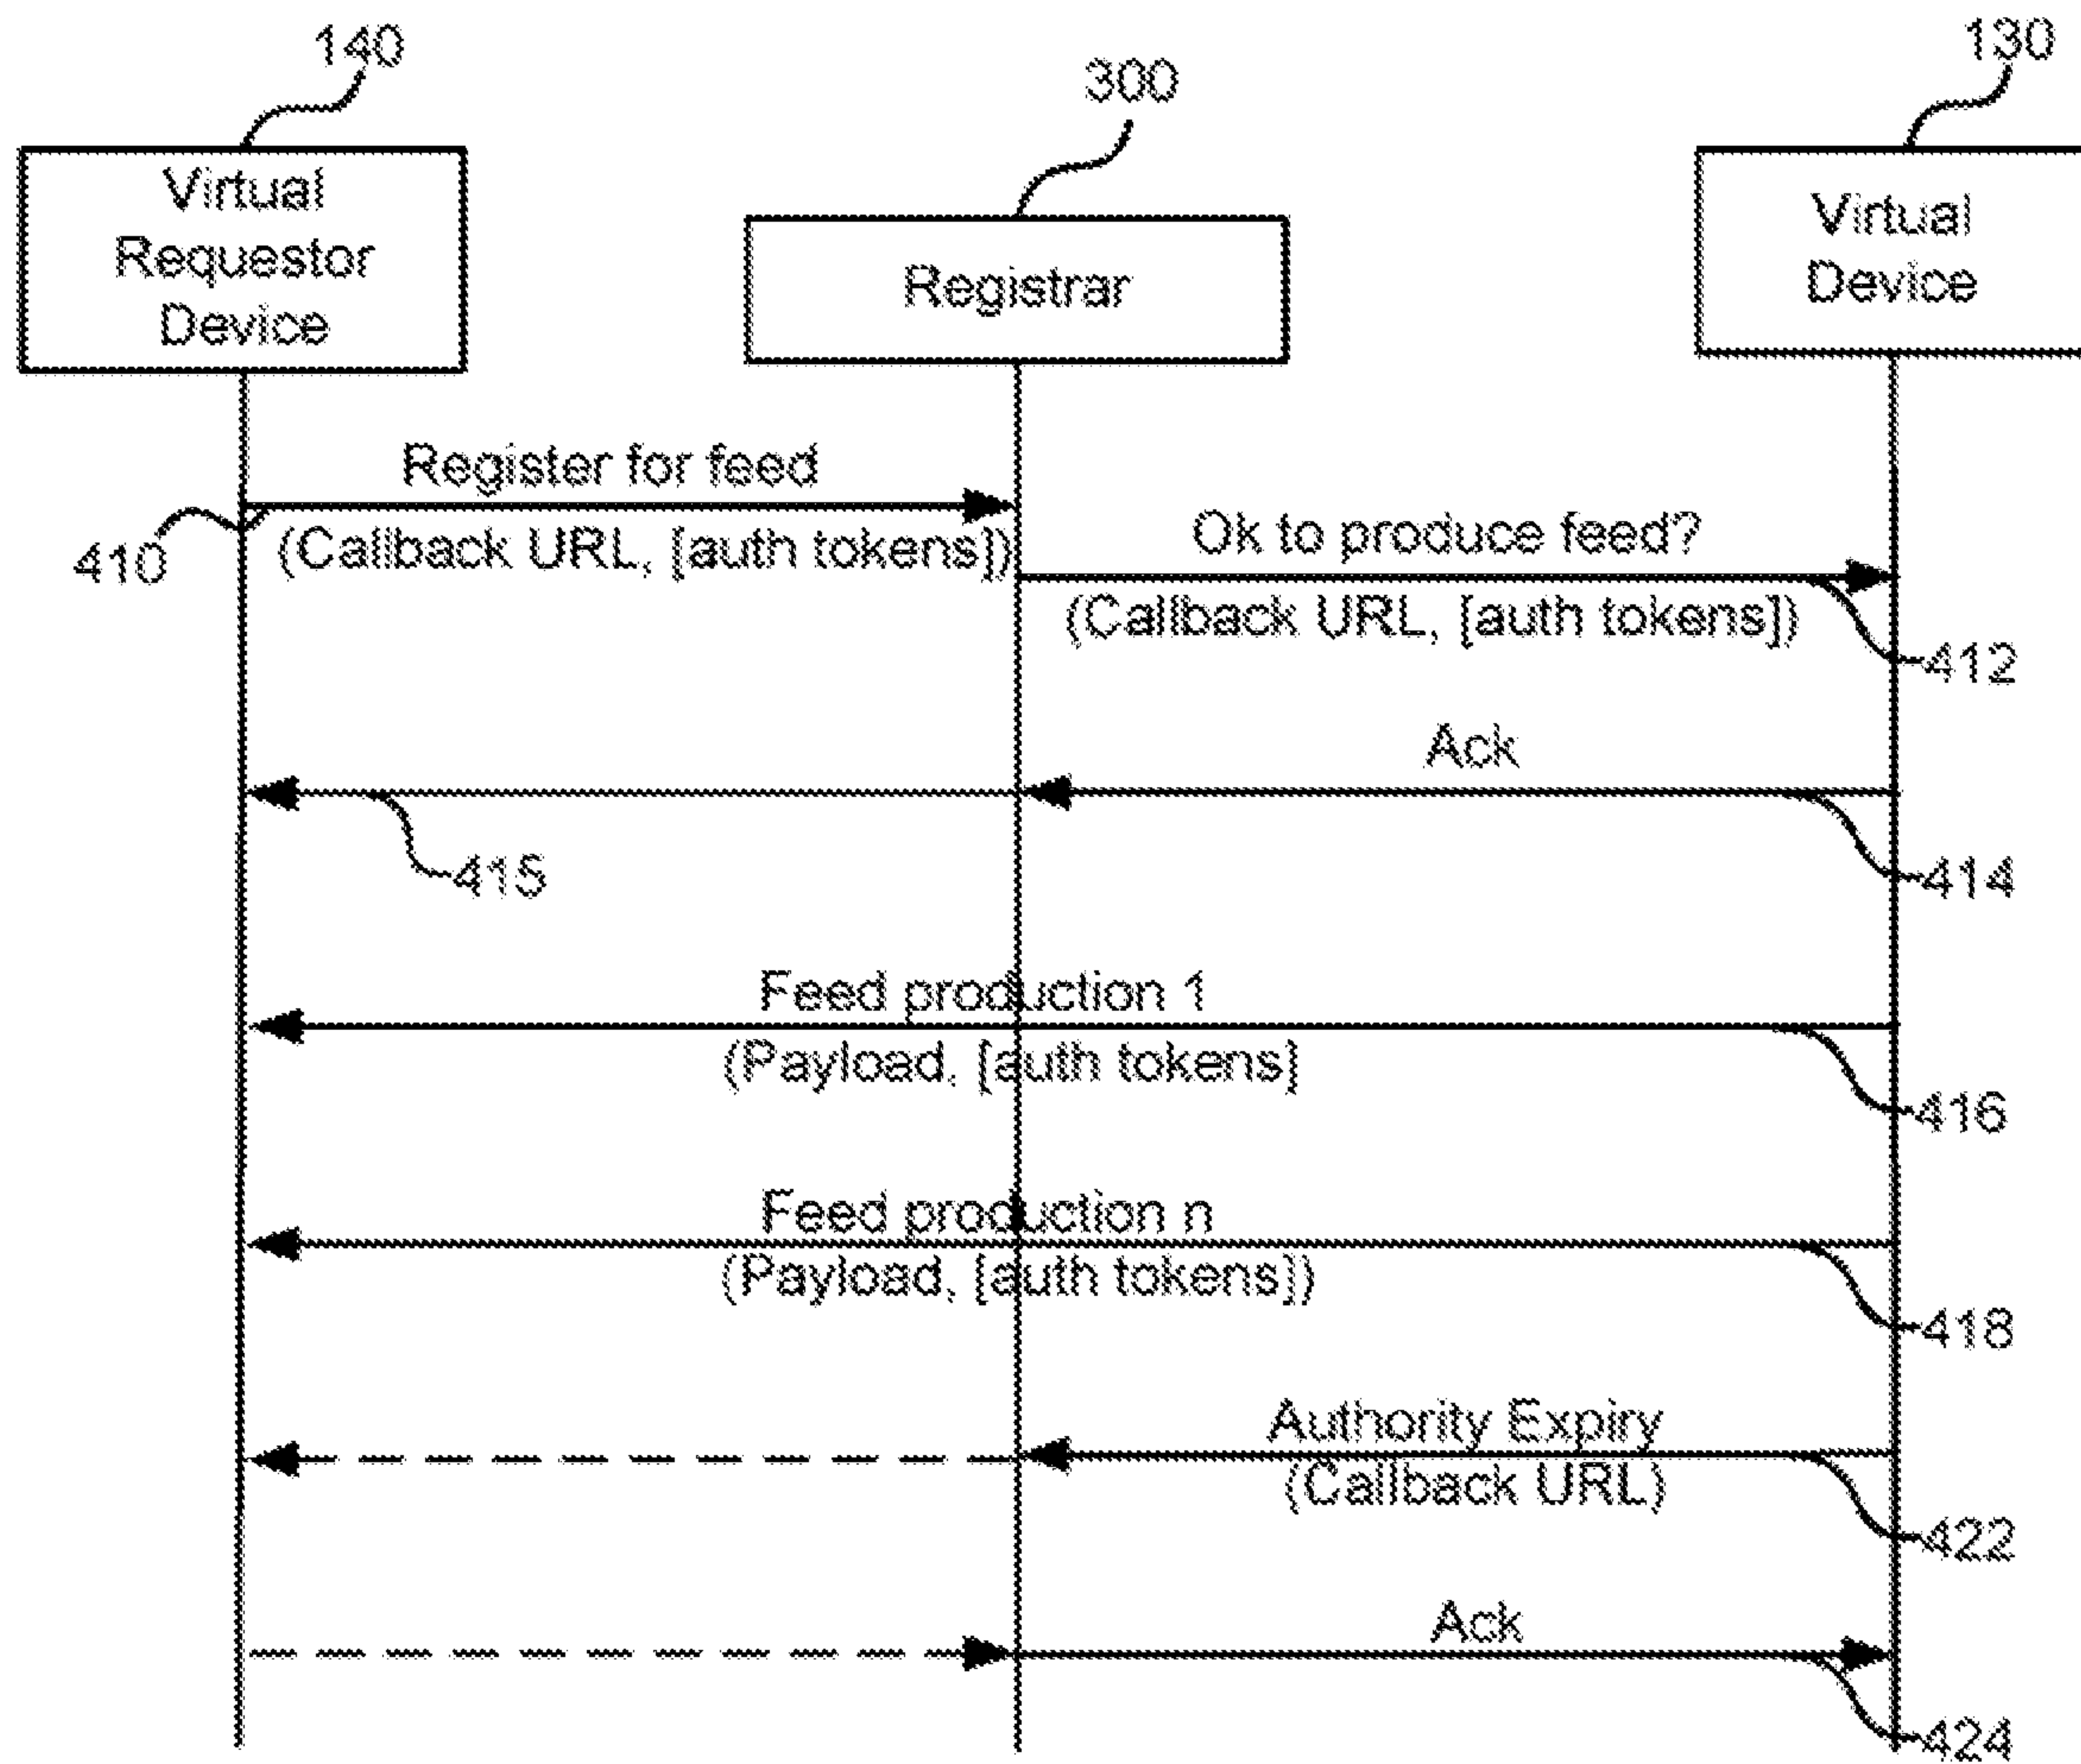 140
300
130
Virtual
Requestor
Device
Registrar
Virtual
Device
Register for feed
410
(Callback URL, [auth tokens])
Ok to produce feed?
(Callback URL, [auth tokens])
412
Ack
415
414
Feed production 1
(Payload, [auth tokens]
416
Feed production n
(Payload, [auth tokens])
418
Authority Expiry
(Callback URL)
422
Ack
424